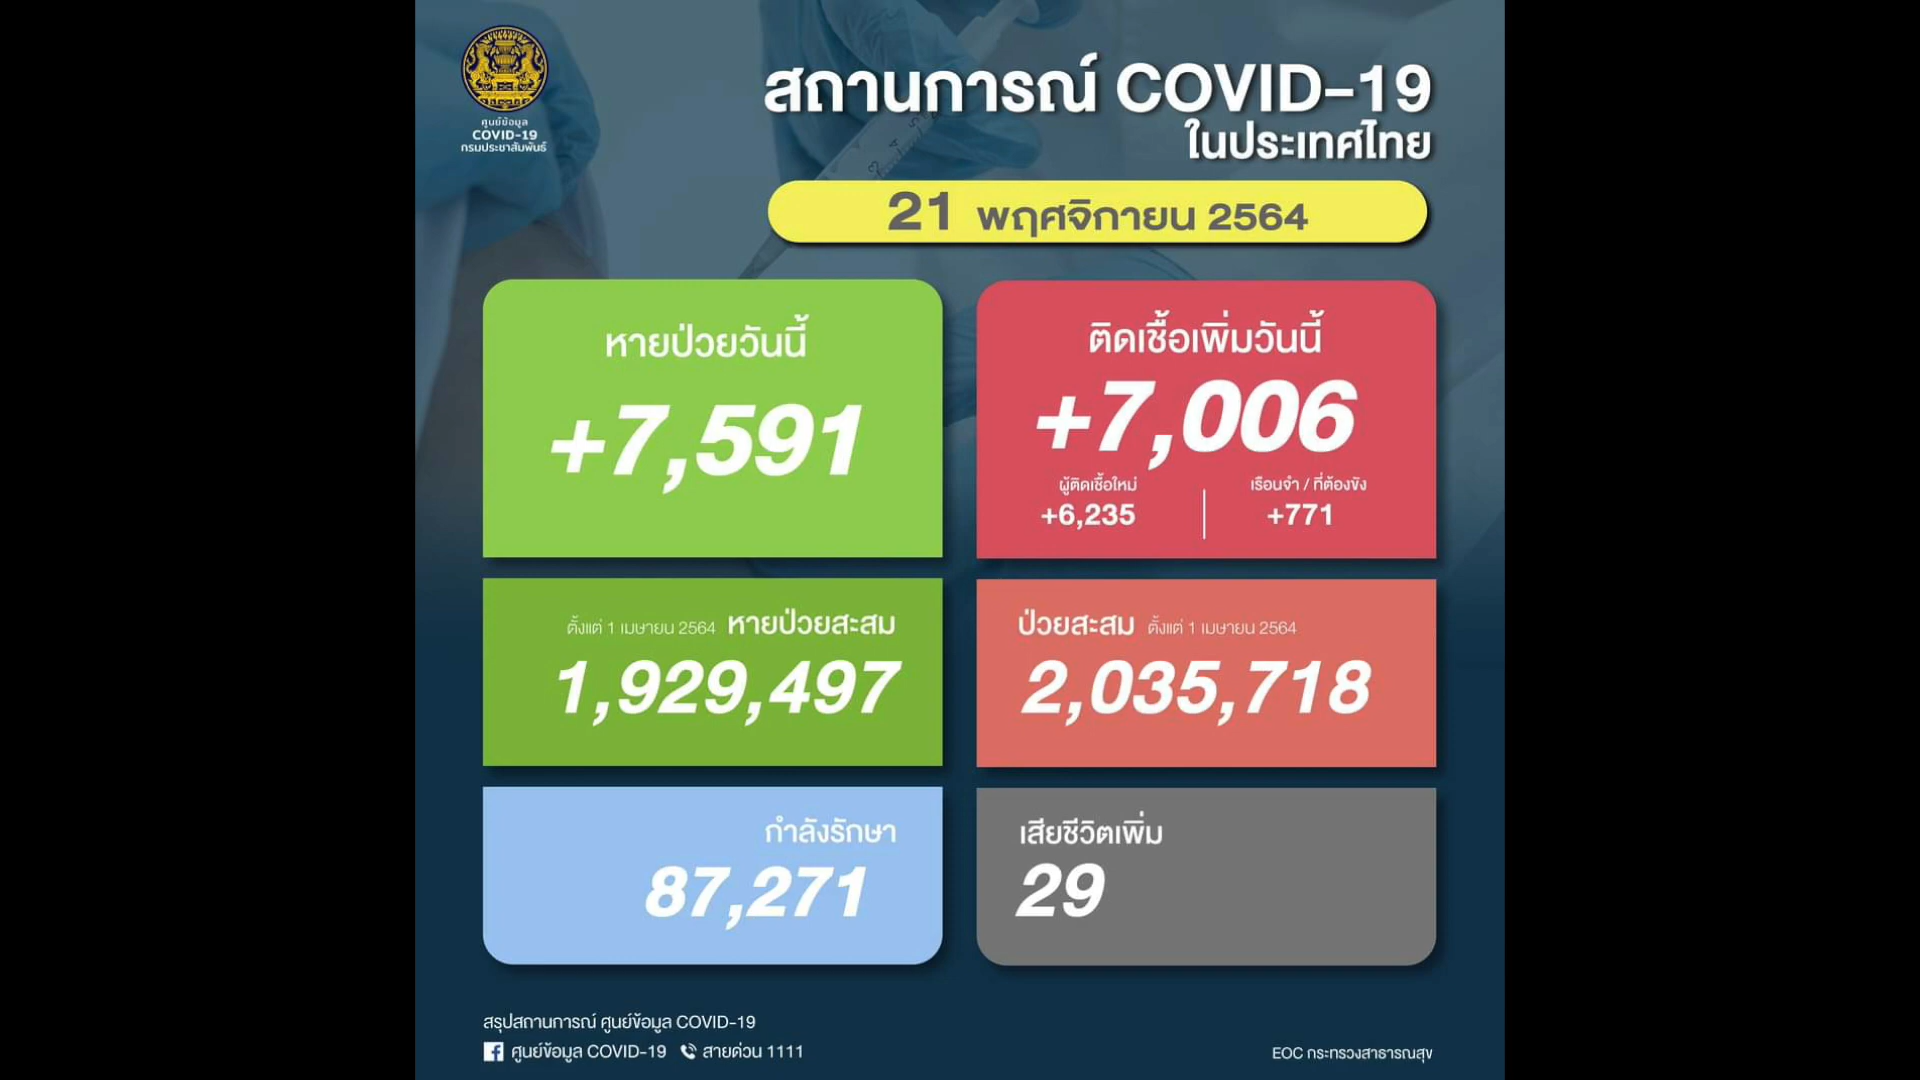 ศูนย์ข้อมูล
COVID-19
กรมประชาสัมพันธ์
สถานการณ์ COVID-19
ในประเทศไทย
21 พฤศจิกายน 2564
หายป่วยวันนี้
+7,591
ติดเชื้อเพิ่มวันนี้
+7,006
ผู้ติดเชื้อใหม่
+6,235
เรือนจำ / ที่ต้องขัง
+771
ตั้งแต่ 1 เมษายน 2564 หายป่วยสะสม
1,929,497
ป่วยสะสม ตั้งแต่ 1 เมษายน 2564
2,035,718
กำลังรักษา
87,271
เสียชีวิตเพิ่ม
29
สรุปสถานการณ์ ศูนย์ข้อมูล COVID-19
ศูนย์ข้อมูล COVID-19 สายด่วน 1111
EOC กระทรวงสาธารณสุข